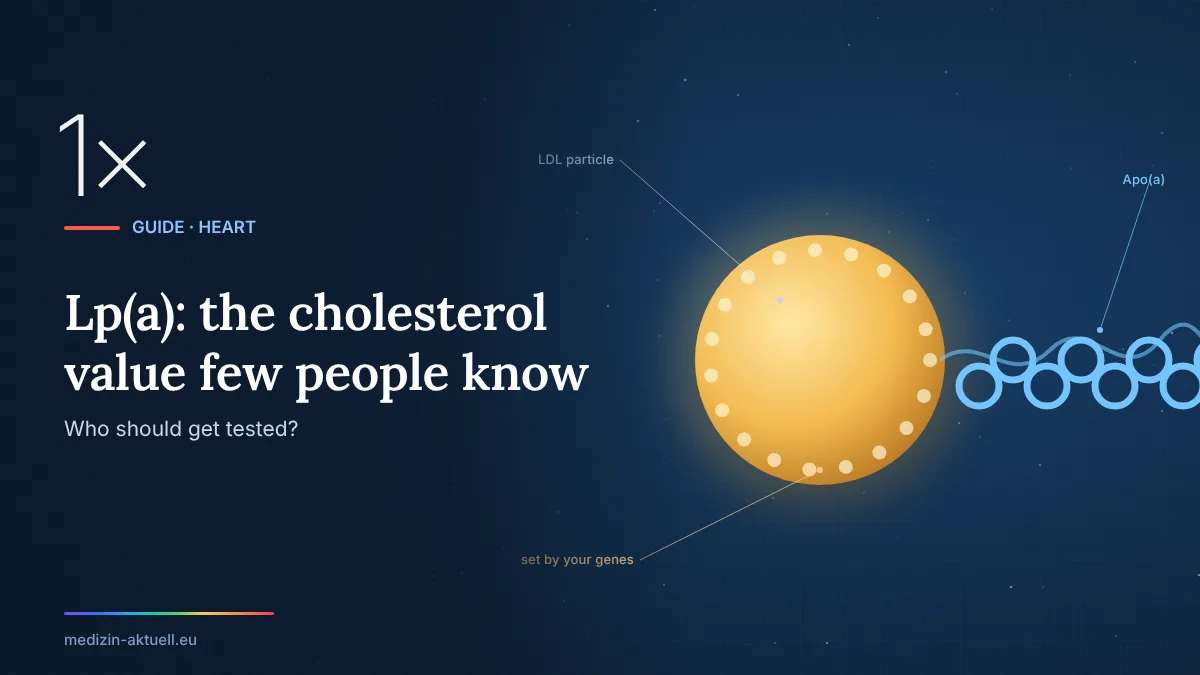 1×
GUIDE · HEART
Lp(a): the cholesterol
value few people know
Who should get tested?
LDL particle
Apo(a)
set by your genes
medizin-aktuell.eu